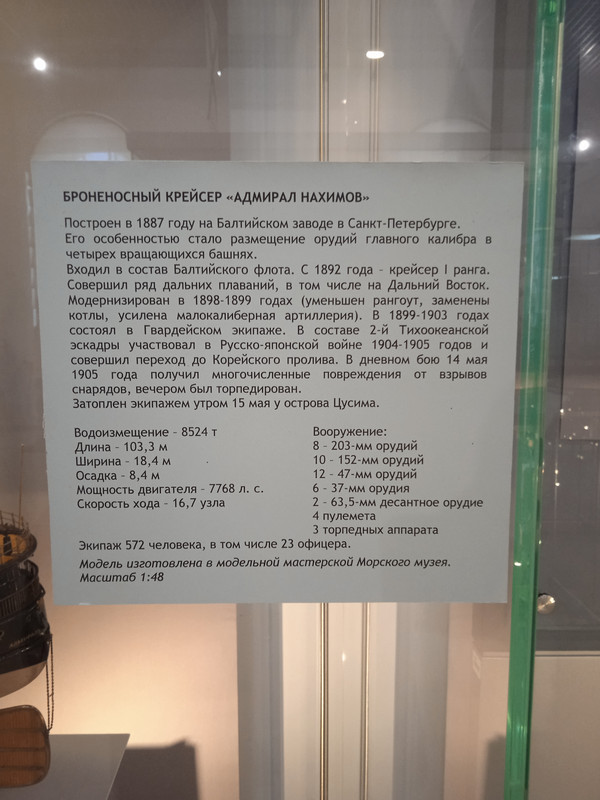 БРОНЕНОСНЫЙ КРЕЙСЕР «АДМИРАЛ НАХИМОВ»
Построен в 1887 году на Балтийском заводе в Санкт-Петербурге.
Его особенностью стало размещение орудий главного калибра в
четырех вращающихся башнях.
Входил в состав Балтийского флота. С 1892 года - крейсер I ранга.
Совершил ряд дальних плаваний, в том числе на Дальний Восток.
Модернизирован в 1898-1899 годах (уменьшен рангоут, заменены
котлы, усилена малокалиберная артиллерия). В 1899-1903 годах
состоял в Гвардейском экипаже. В составе 2-й Тихоокеанской
эскадры участвовал в Русско-японской войне 1904-1905 годов и
совершил переход до Корейского пролива. В дневном бою 14 мая
1905 года получил многочисленные повреждения от взрывов
снарядов, вечером был торпедирован.
Затоплен экипажем утром 15 мая у острова Цусима.
Водоизмещение - 8524 т
Длина - 103,3 м
Ширина - 18,4 м
Осадка - 8,4 м
Мощность двигателя - 7768 л. с.
Скорость хода - 16,7 узла
Вооружение:
8 - 203-мм орудий
10 - 152-мм орудий
12 - 47-мм орудий
6 - 37-мм орудия
2 - 63,5-мм десантное орудие
4 пулемета
3 торпедных аппарата
Экипаж 572 человека, в том числе 23 офицера.
Модель изготовлена в модельной мастерской Морского музея.
Масштаб 1:48